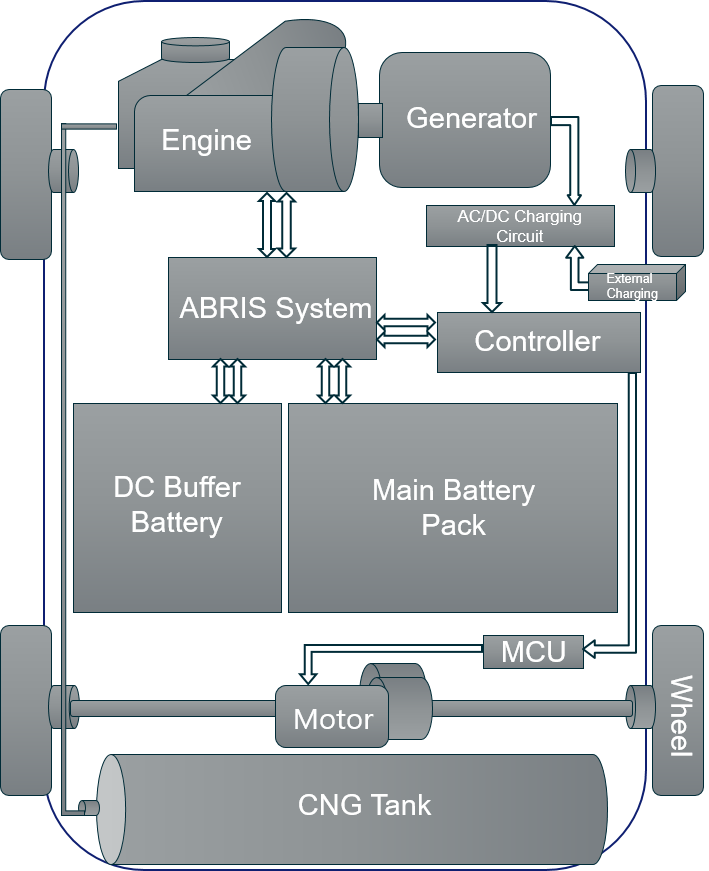 Engine
Generator
AC/DC Charging
Circuit
External
Charging
ABRIS System
Controller
DC Buffer
Battery
Main Battery
Pack
MCU
Motor
Wheel
CNG Tank